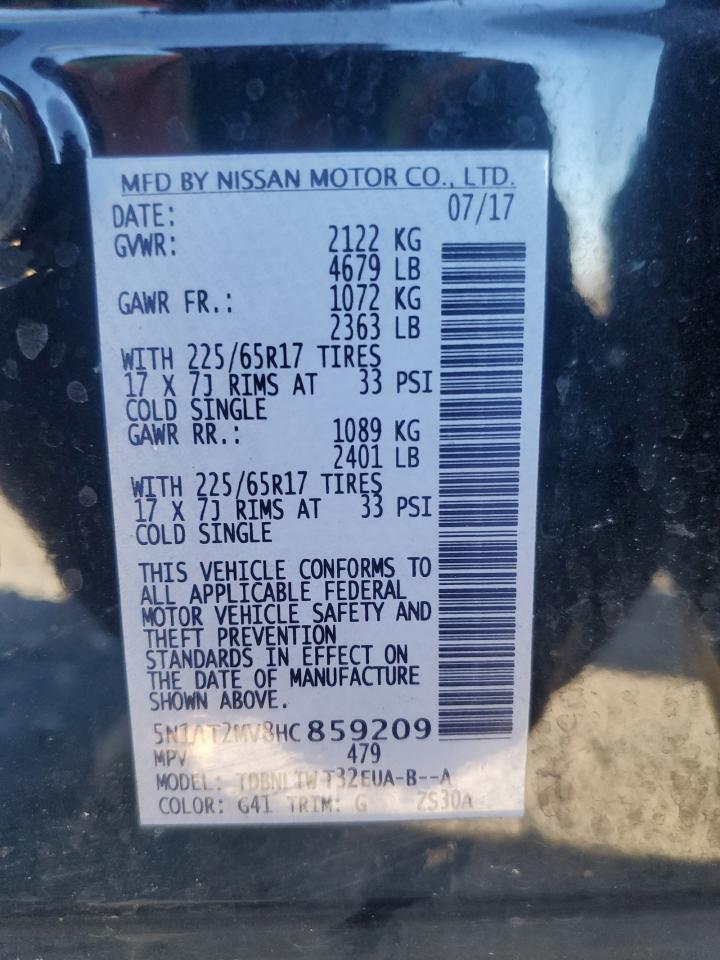 MFD BY NISSAN MOTOR CO., LTD.
DATE: 07/17
GVWR: 2122 KG
4679 LB
GAWR FR.: 1072 KG
2363 LB
WITH 225/65R17 TIRES
17 X 7J RIMS AT 33 PSI
COLD SINGLE
GAWR RR.: 1089 KG
2401 LB
WITH 225/65R17 TIRES
17 X 7J RIMS AT 33 PSI
COLD SINGLE
THIS VEHICLE CONFORMS TO
ALL APPLICABLE FEDERAL
MOTOR VEHICLE SAFETY AND
THEFT PREVENTION
STANDARDS IN EFFECT ON
THE DATE OF MANUFACTURE
SHOWN ABOVE.
5N1AT2MV8HC859209
MPV 479
MODEL: TDBNLTWT32EUA-B--A
COLOR: G41 TRIM: G ZS30A